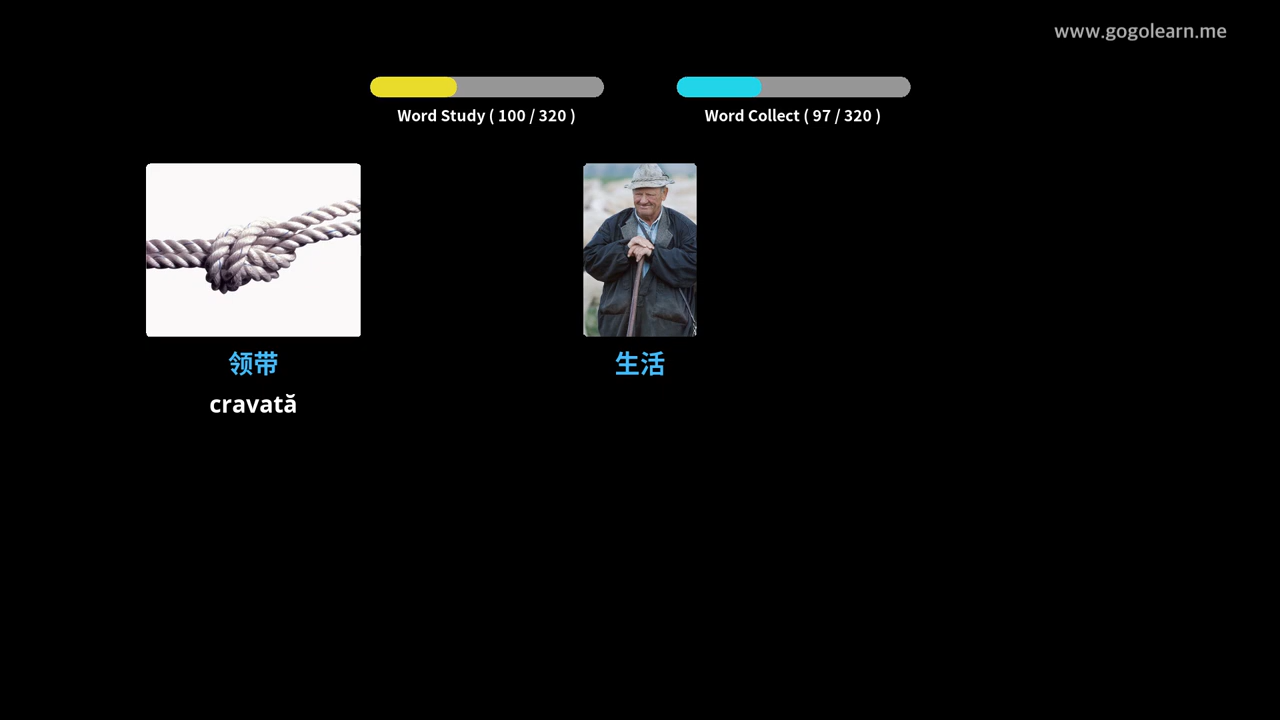 www.gogolearn.me
Word Study ( 100 / 320 )
Word Collect ( 97 / 320 )
领带
生活
cravată